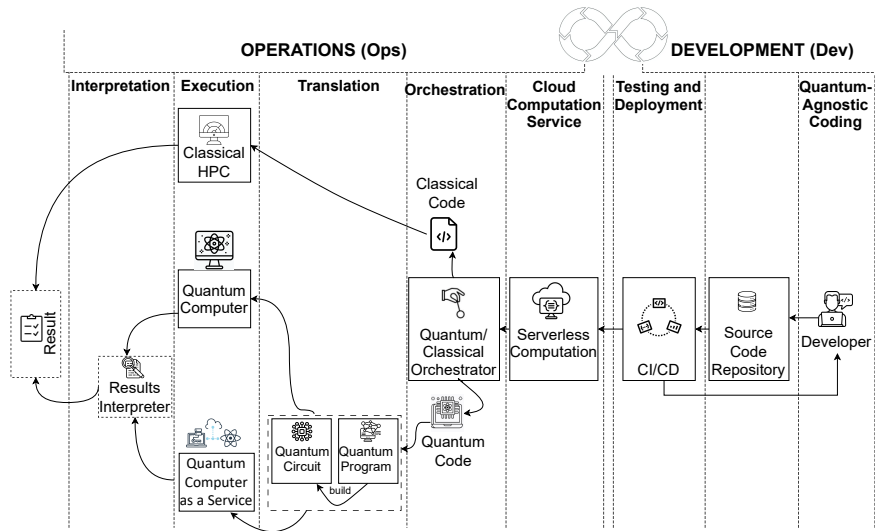 OPERATIONS (Ops)
DEVELOPMENT (Dev)
Interpretation
Execution
Translation
Orchestration
Cloud
Computation
Service
Testing and
Deployment
Quantum-
Agnostic
Coding
Classical
HPC
Classical
Code
Quantum
Computer
Quantum/
Classical
Orchestrator
Serverless
Computation
CI/CD
Source
Code
Repository
Developer
Result
Results
Interpreter
Quantum
Circuit
Quantum
Program
build
Quantum
Code
Quantum
Computer
as a Service